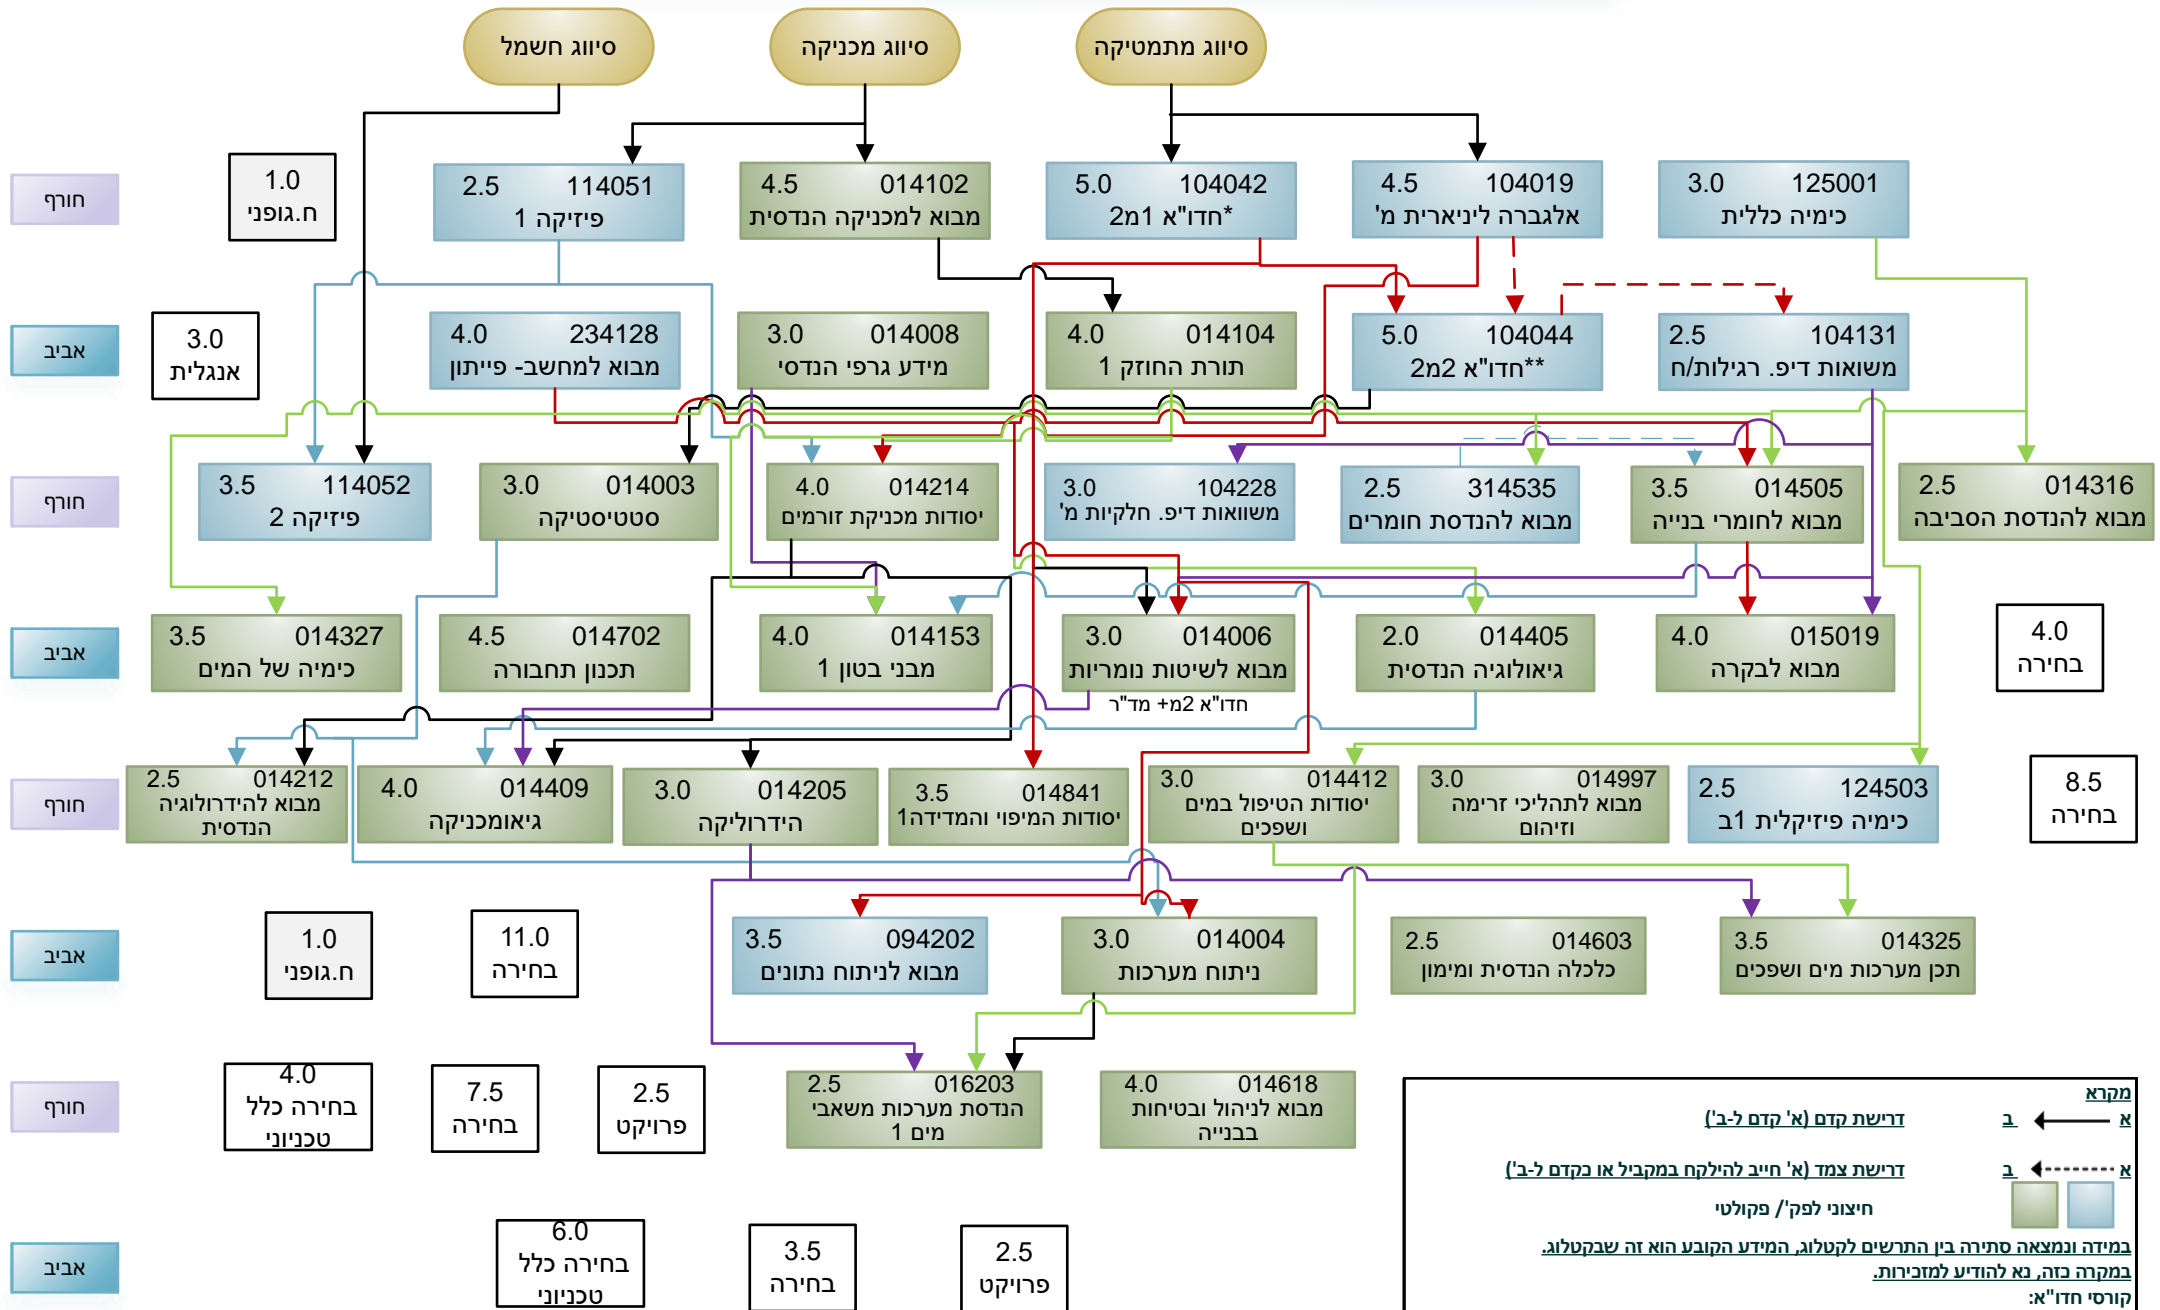 סיווג מתמטיקה
סיווג מכניקה
סיווג חשמל
חורף
125001 3.0
כימיה כללית
104019 4.5
אלגברה ליניארית מ'
104042 5.0
*חדו"א 1מ2
014102 4.5
מבוא למכניקה הנדסית
114051 2.5
פיזיקה 1
1.0
ח.גופני
אביב
104131 2.5
משואות דיפ. רגילות/ח
104044 5.0
**חדו"א 2מ2
014104 4.0
תורת החוזק 1
014008 3.0
מידע גרפי הנדסי
234128 4.0
מבוא למחשב- פייתון
3.0
אנגלית
חורף
014316 2.5
מבוא להנדסת הסביבה
014505 3.5
מבוא לחומרי בנייה
314535 2.5
מבוא להנדסת חומרים
104228 3.0
משוואות דיפ. חלקיות מ'
014214 4.0
יסודות מכניקת זורמים
014003 3.0
סטטיסטיקה
114052 3.5
פיזיקה 2
אביב
4.0
בחירה
015019 4.0
מבוא לבקרה
014405 2.0
גיאולוגיה הנדסית
014006 3.0
מבוא לשיטות נומריות
חדו"א 2מ+ מד"ר
014153 4.0
מבני בטון 1
014702 4.5
תכנון תחבורה
014327 3.5
כימיה של המים
חורף
8.5
בחירה
124503 2.5
כימיה פיזיקלית 1ב
014997 3.0
מבוא לתהליכי זרימה
וזיהום
014412 3.0
יסודות הטיפול במים
ושפכים
014841 3.5
יסודות המיפוי והמדידה1
014205 3.0
הידרוליקה
014409 4.0
גיאומכניקה
014212 2.5
מבוא להידרולוגיה
הנדסית
אביב
014325 3.5
תכן מערכות מים ושפכים
014603 2.5
כלכלה הנדסית ומימון
014004 3.0
ניתוח מערכות
094202 3.5
מבוא לניתוח נתונים
11.0
בחירה
1.0
ח.גופני
חורף
014618 4.0
מבוא לניהול ובטיחות
בבנייה
016203 2.5
הנדסת מערכות משאבי
מים 1
2.5
פרויקט
7.5
בחירה
4.0
בחירה כלל
טכניוני
אביב
2.5
פרויקט
3.5
בחירה
6.0
בחירה כלל
טכניוני
מקרא
א ב דרישת קדם (א' קדם ל-ב')
א ב דרישת צמד (א' חייב להילקח במקביל או כקדם ל-ב')
חיצוני לפק'/ פקולטי
במידה ונמצאה סתירה בין התרשים לקטלוג, המידע הקובע הוא זה שבקטלוג.
במקרה כזה, נא להודיע למזכירות.
קורסי חדו"א: